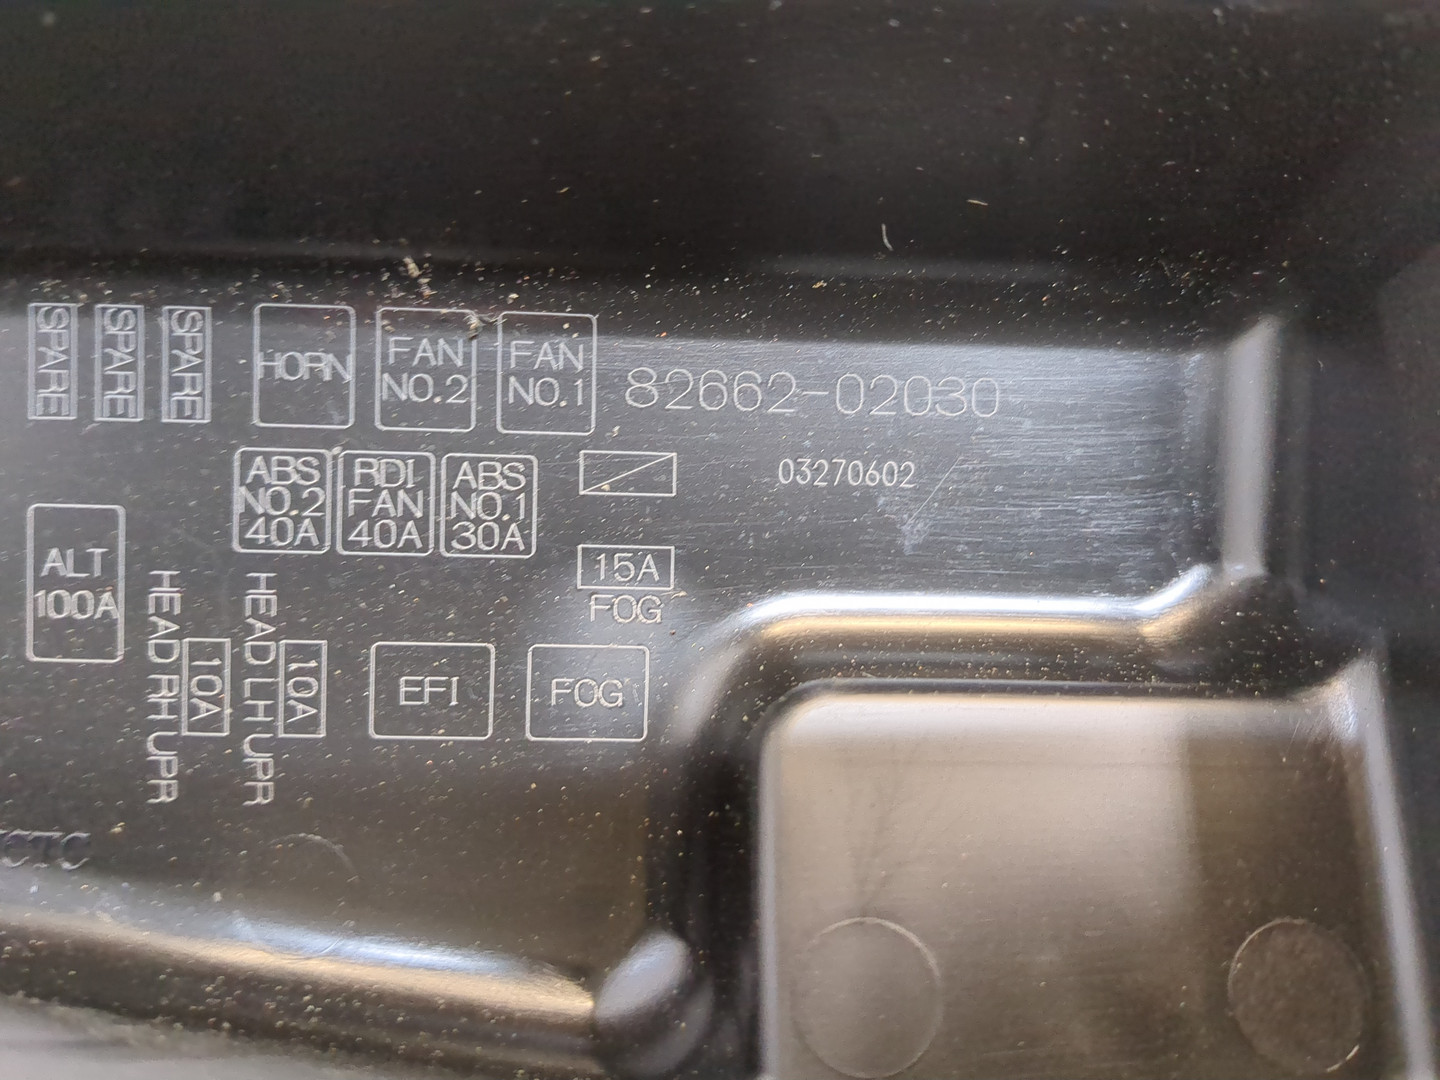 SPARE
SPARE
SPARE
HORN
FAN
NO.2
FAN
NO.1
82662-02030
03270602
ABS
NO.2
40A
RDI
FAN
40A
ABS
NO.1
30A
ALT
100A
15A
FOG
HEAD RH UPR
10A
HEAD LH UPR
10A
EFI
FOG